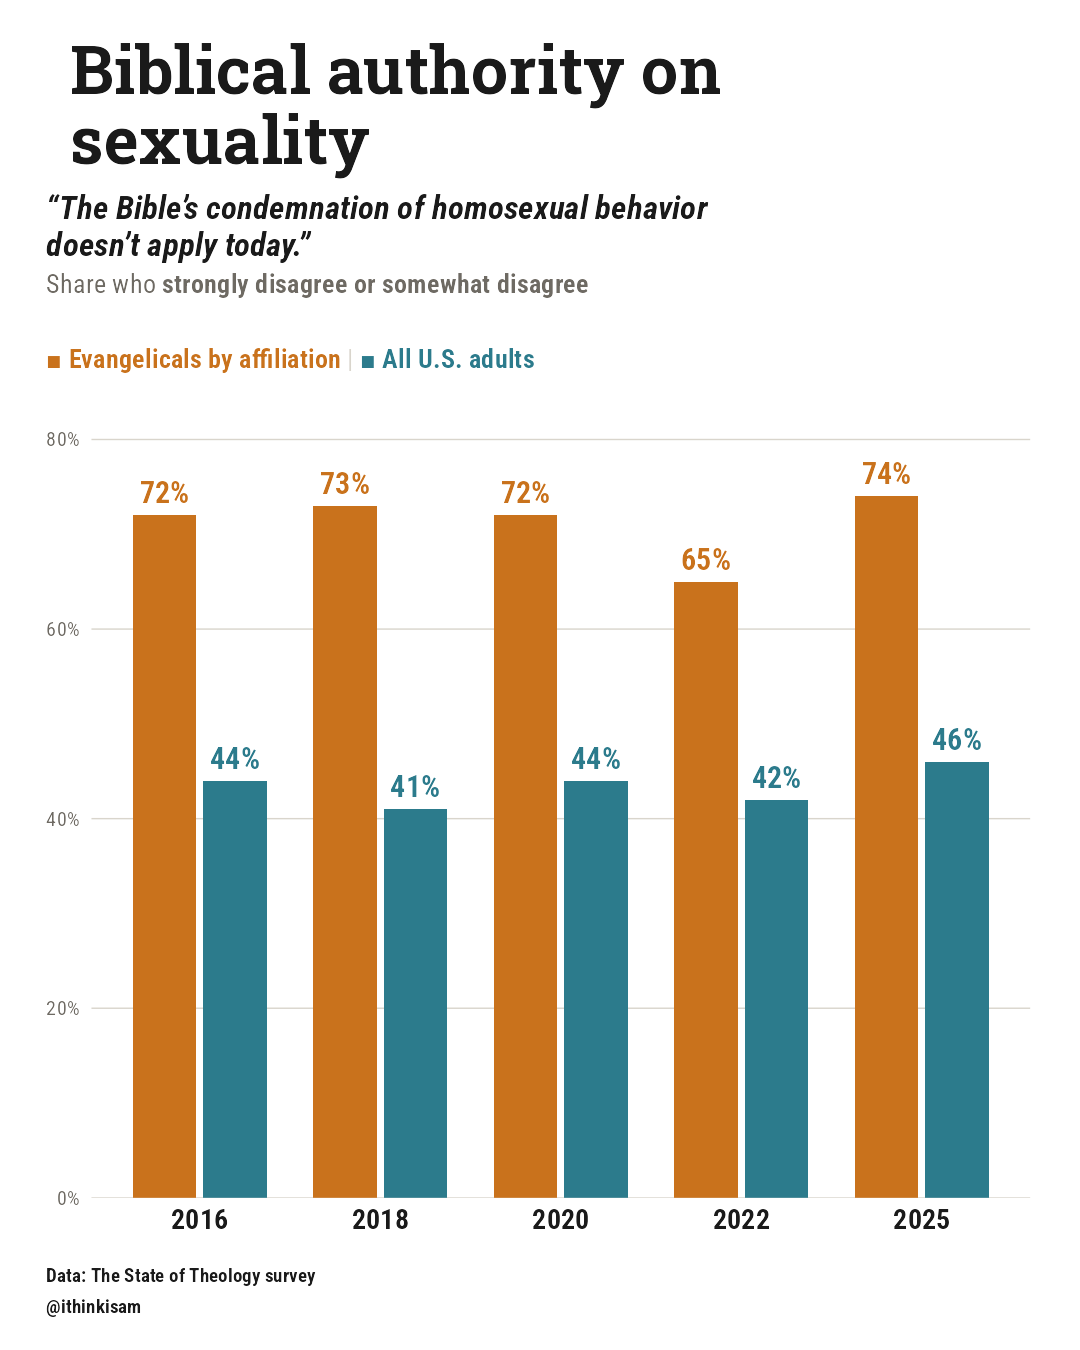 Biblical authority on
sexuality
“The Bible’s condemnation of homosexual behavior
doesn’t apply today.”
Share who strongly disagree or somewhat disagree
■ Evangelicals by affiliation | ■ All U.S. adults
80%
72% 73% 72% 65% 74%
60%
44% 41% 44% 42% 46%
40%
20%
0%
2016 2018 2020 2022 2025
Data: The State of Theology survey
@ithinkisam